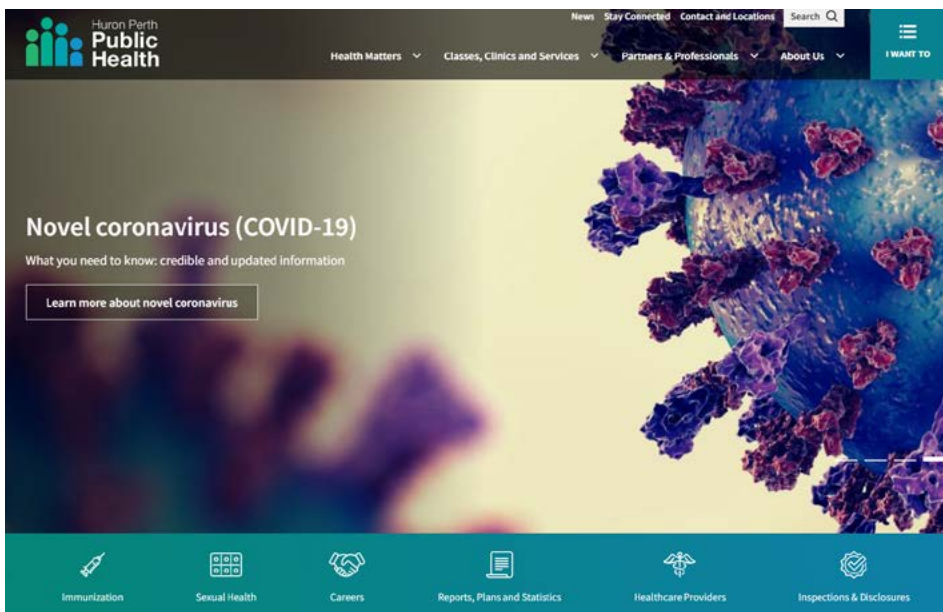 Huron Perth
Public
Health
News Stay Connected Contact and Locations Search
Health Matters Classes, Clinics and Services Partners & Professionals About Us
I WANT TO
Novel coronavirus (COVID-19)
What you need to know: credible and updated information
Learn more about novel coronavirus
Immunization Sexual Health Careers Reports, Plans and Statistics Healthcare Providers Inspections & Disclosures